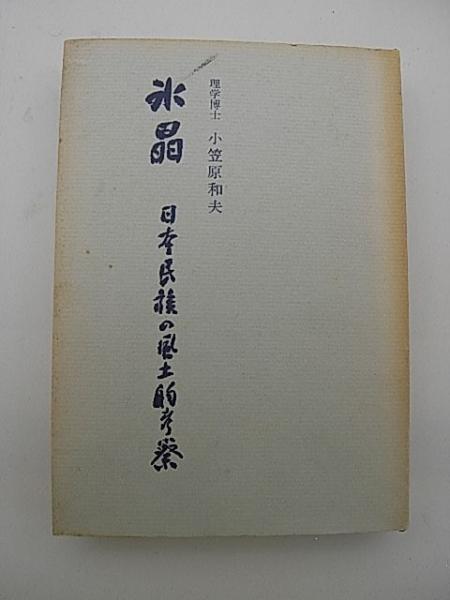 理学博士 小笠原和夫
氷晶
日本民族の風土的考察